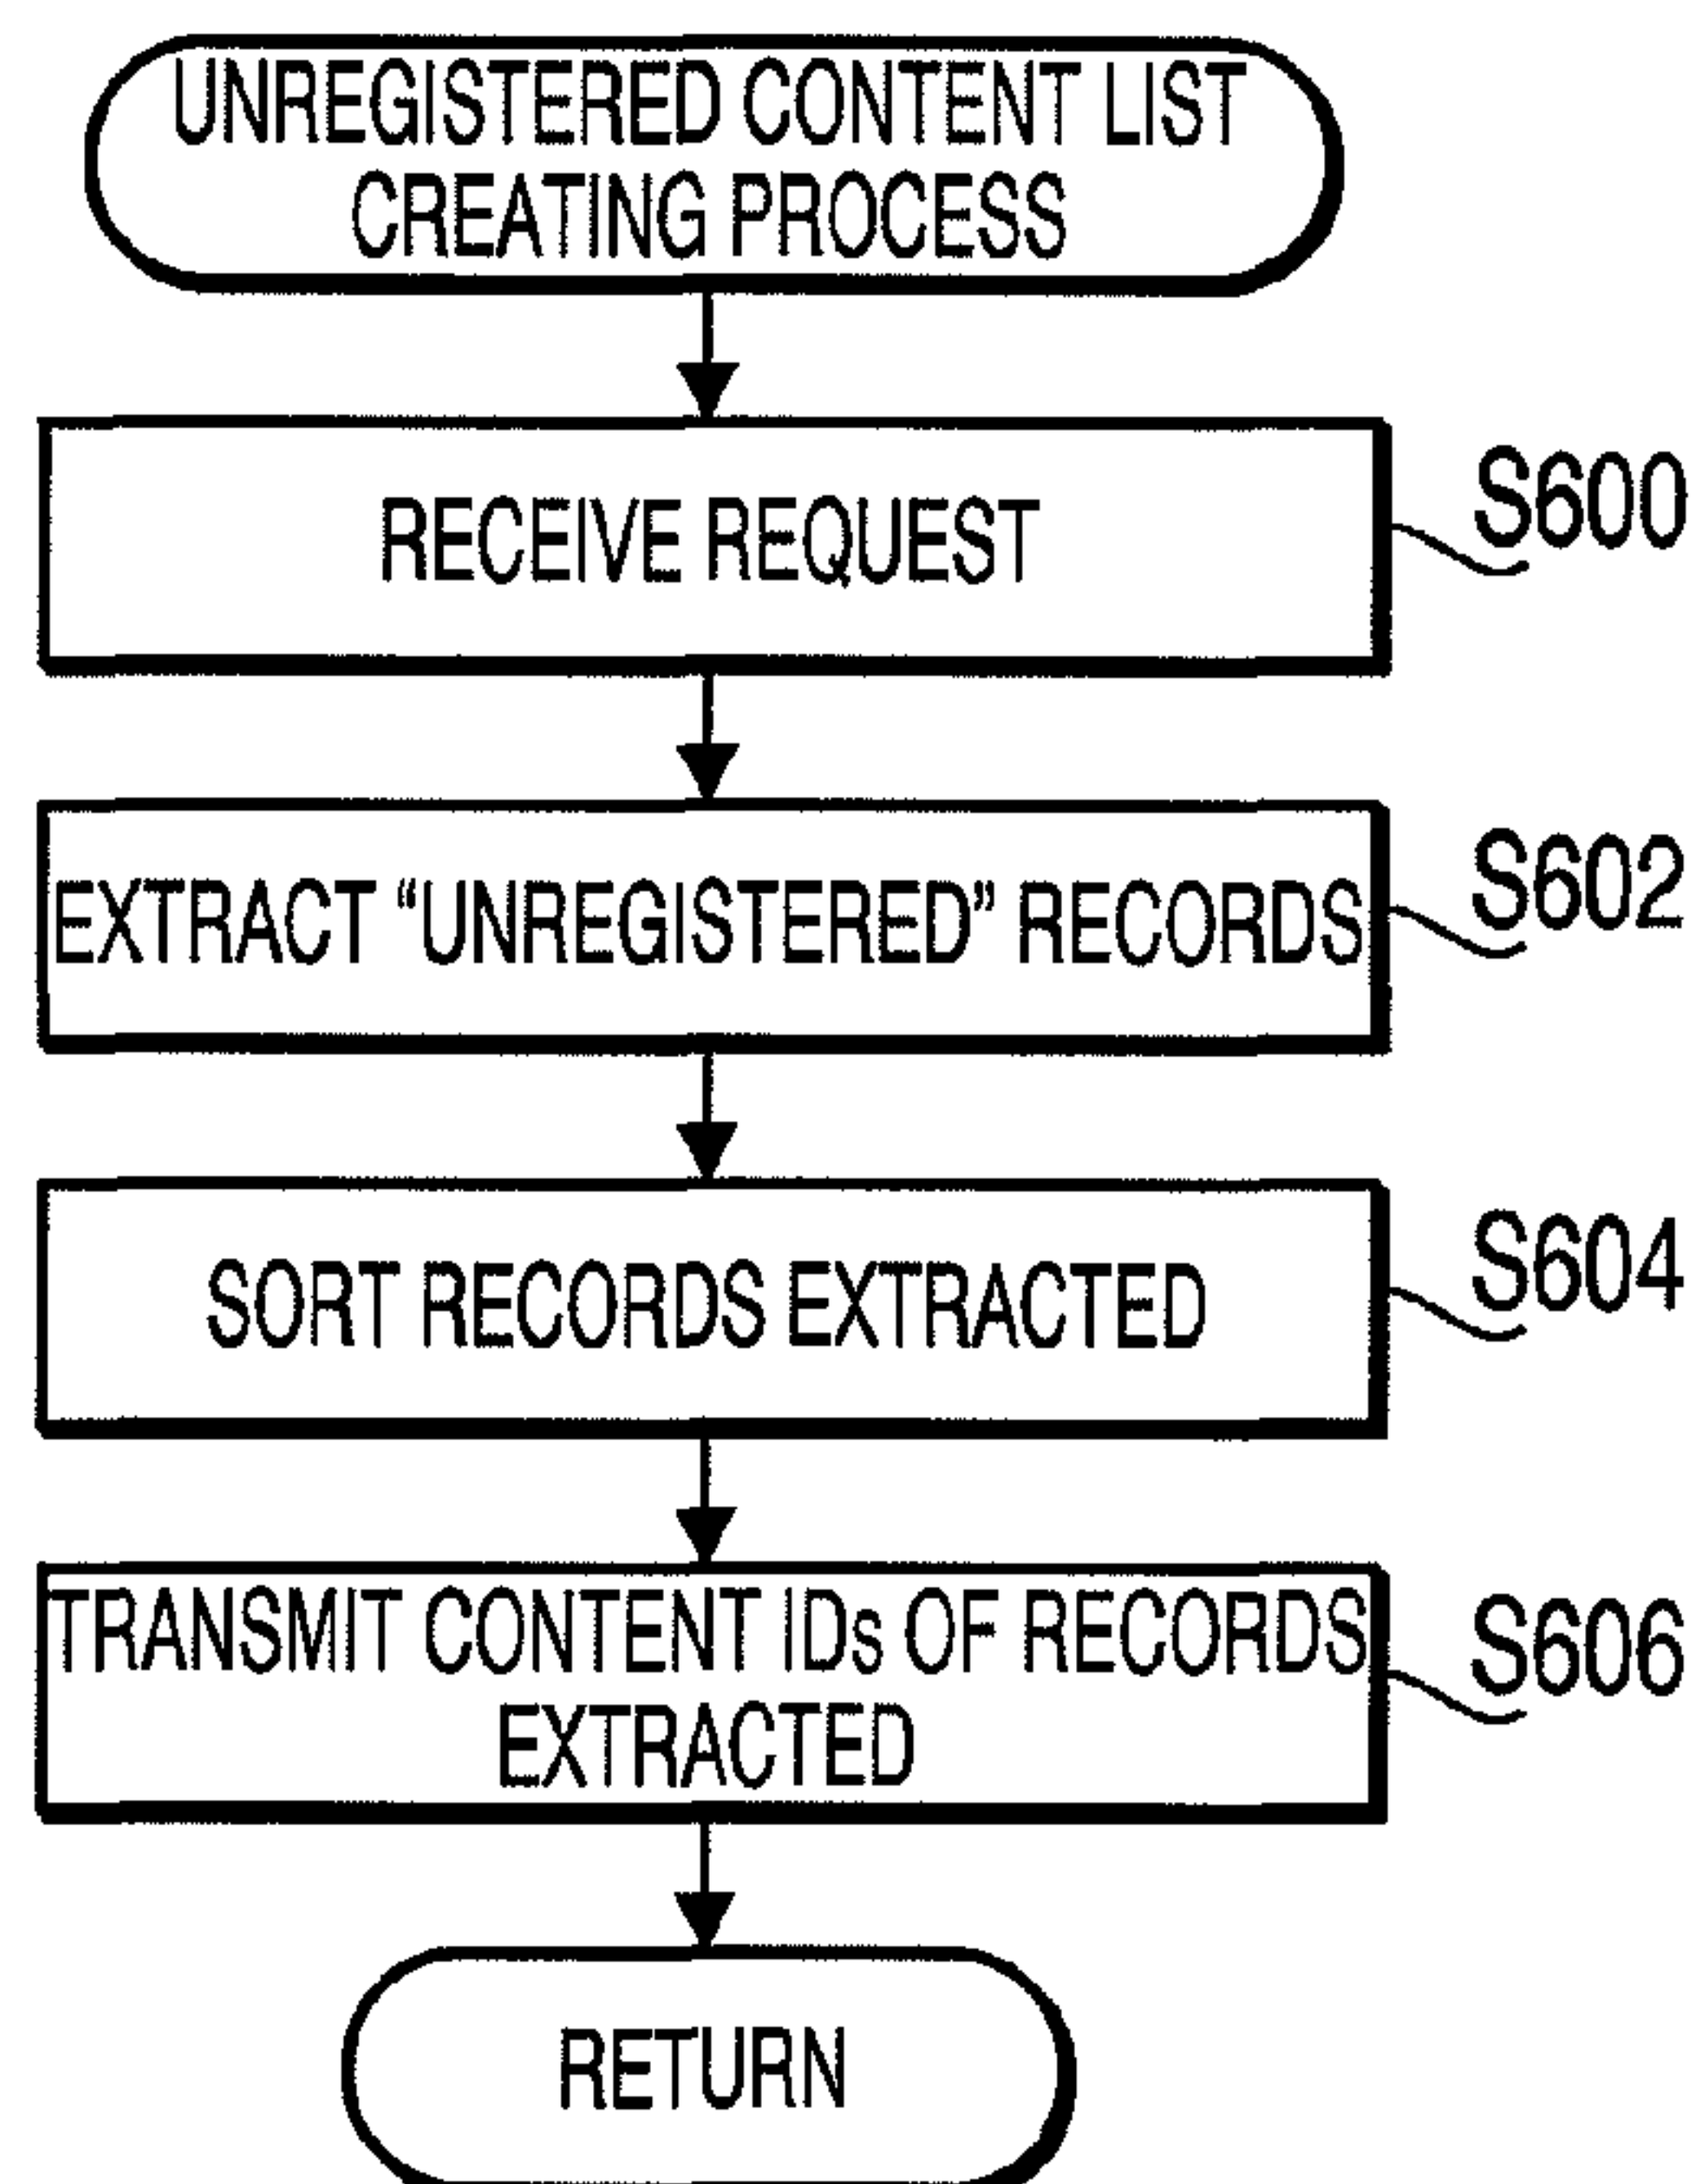 UNREGISTERED CONTENT LIST
CREATING PROCESS
RECEIVE REQUEST
S600
EXTRACT “UNREGISTERED” RECORDS
S602
SORT RECORDS EXTRACTED
S604
TRANSMIT CONTENT IDs OF RECORDS
EXTRACTED
S606
RETURN